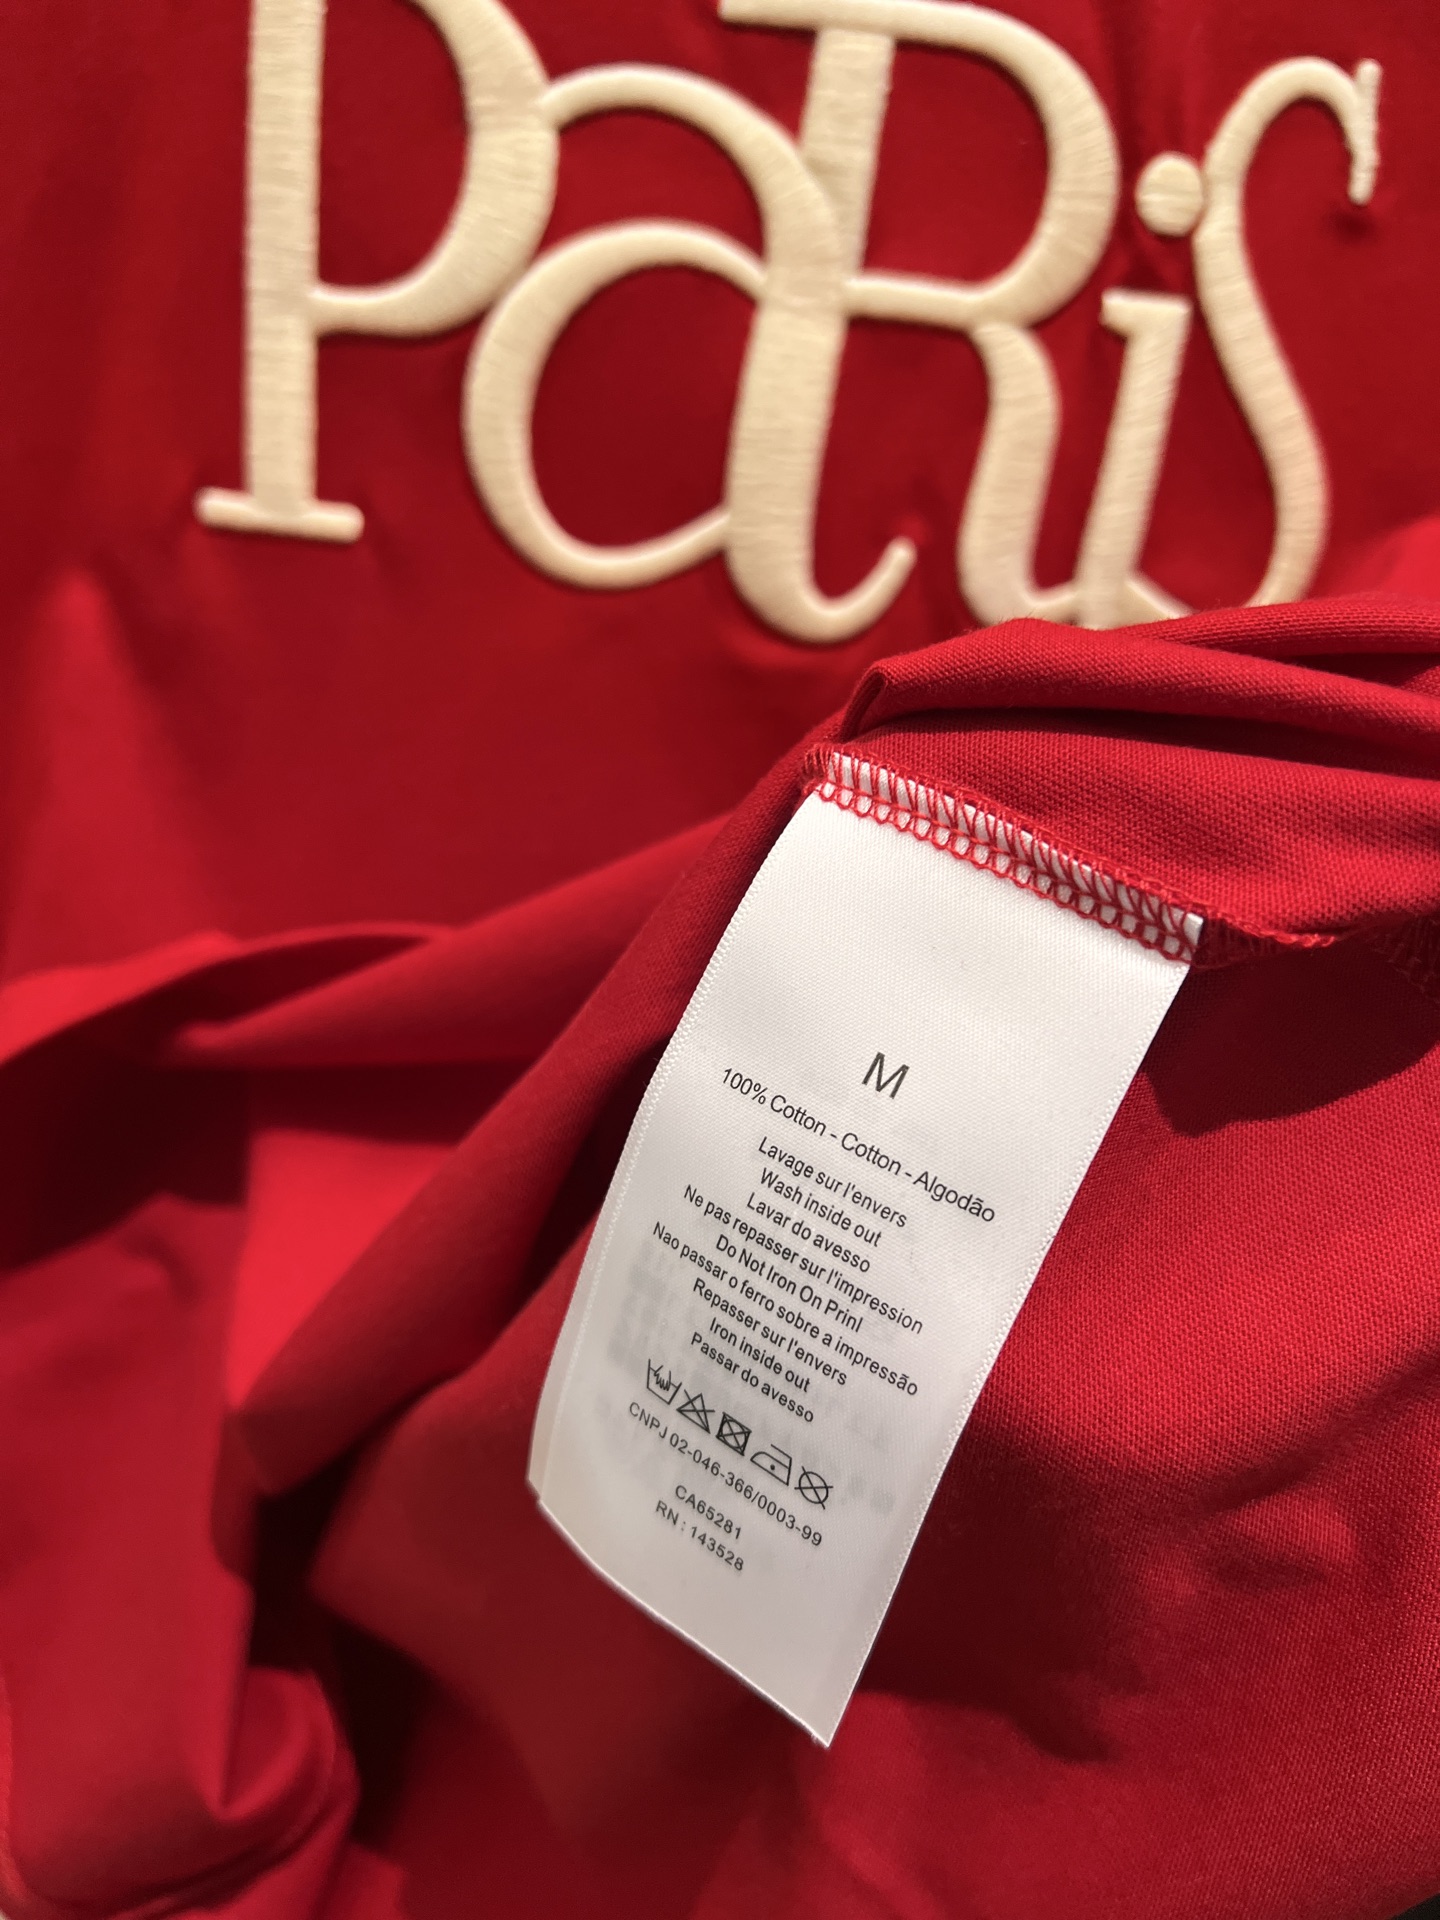 PaRiS
M
100% Cotton - Cotton - Algodão
Lavage sur l'envers
Wash inside out
Lavar do avesso
Ne pas repasser sur l'impression
Do Not Iron On Prinl
Nao passar o ferro sobre a impressão
Repasser sur l'envers
Iron inside out
Passar do avesso
CNPJ 02-046-366/0003-99
CA65281
RN : 143528